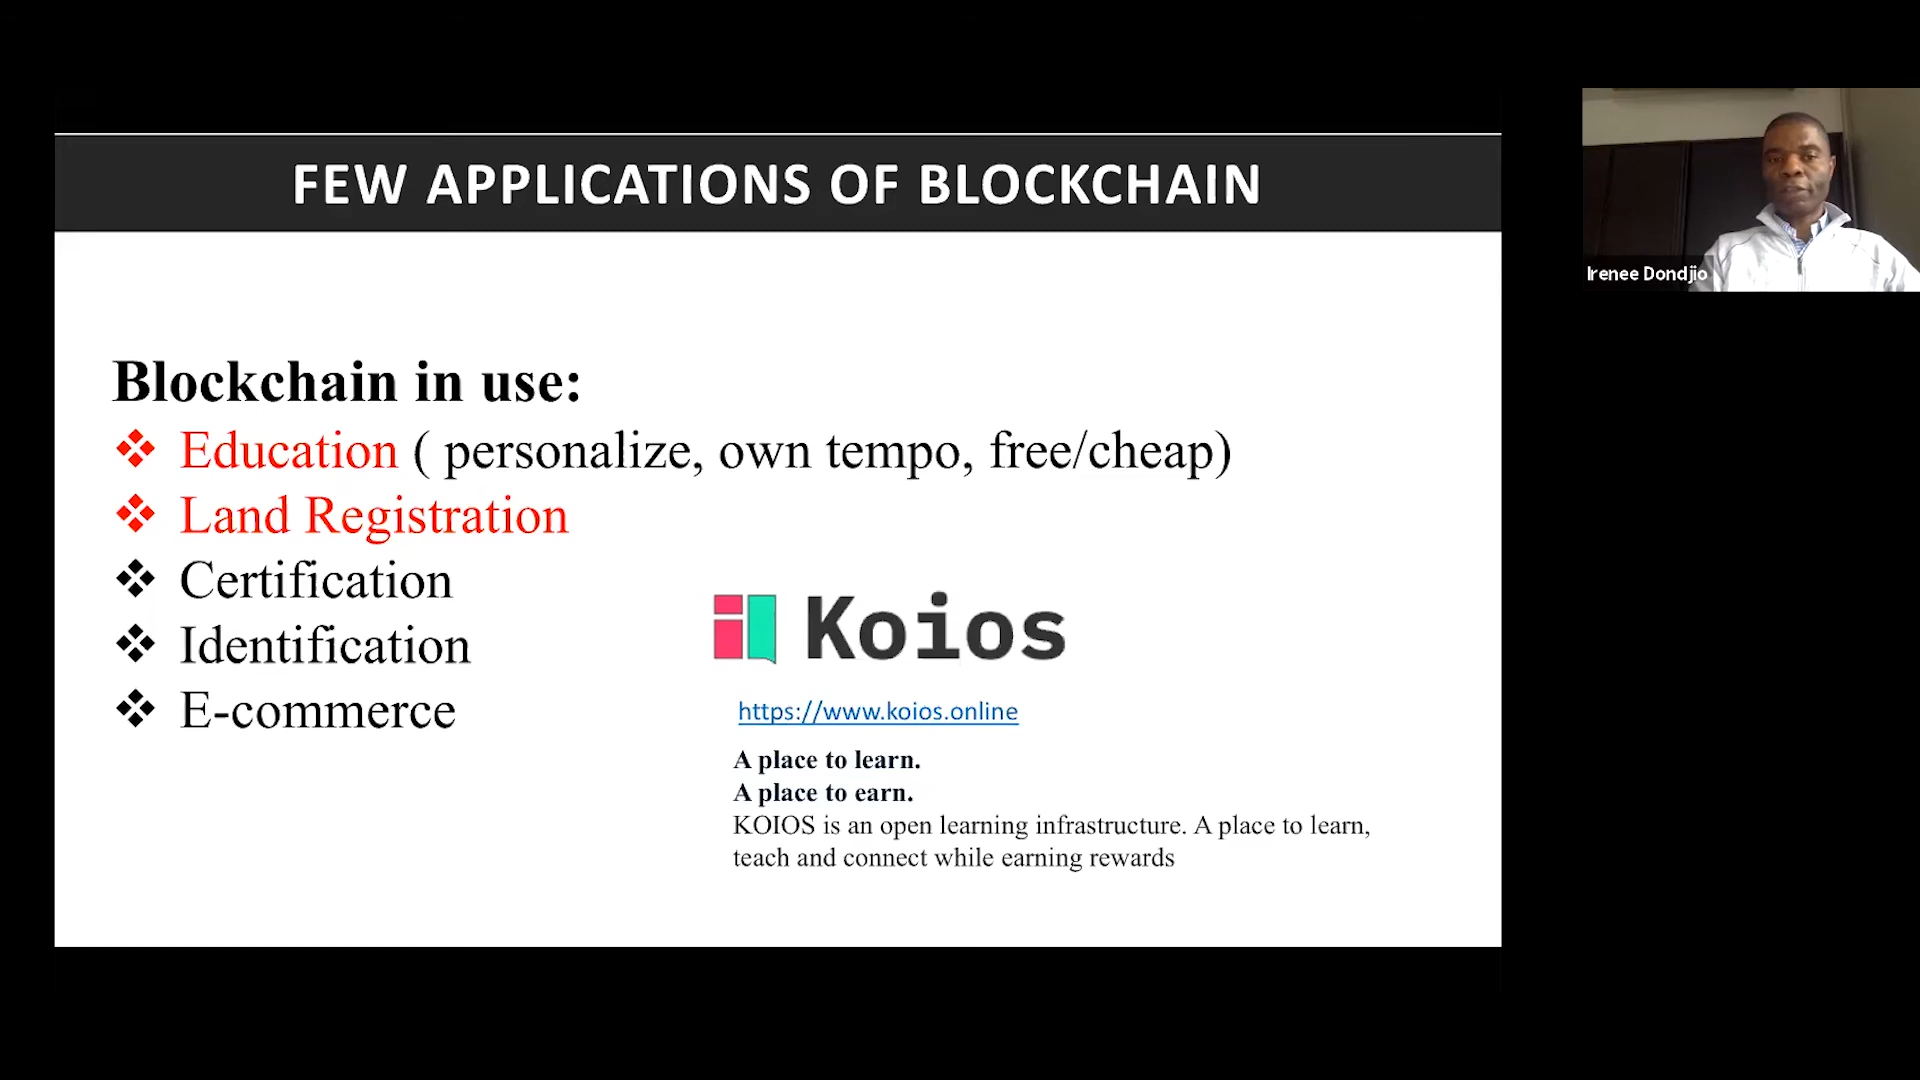 FEW APPLICATIONS OF BLOCKCHAIN
Irenee Dondjio
Blockchain in use:
❖ Education ( personalize, own tempo, free/cheap)
❖ Land Registration
❖ Certification
❖ Identification
❖ E-commerce
Koios
https://www.koios.online
A place to learn.
A place to earn.
KOIOS is an open learning infrastructure. A place to learn,
teach and connect while earning rewards